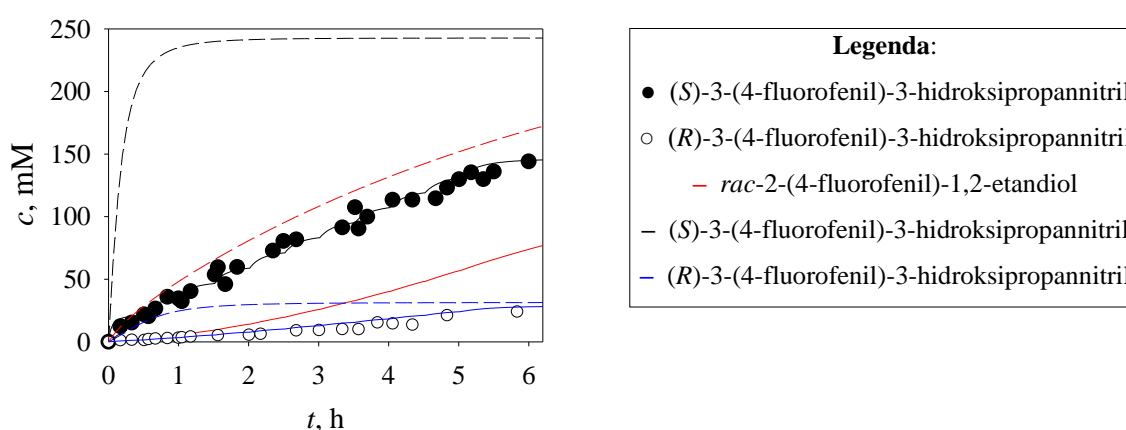 250
200
150
100
50
0
c, mM
0 1 2 3 4 5 6
t, h
Legenda:
(S)-3-(4-fluorofenil)-3-hidroksipropannitril
(R)-3-(4-fluorofenil)-3-hidroksipropannitril
rac-2-(4-fluorofenil)-1,2-etandiol
(S)-3-(4-fluorofenil)-3-hidroksipropannitril
(R)-3-(4-fluorofenil)-3-hidroksipropannitril